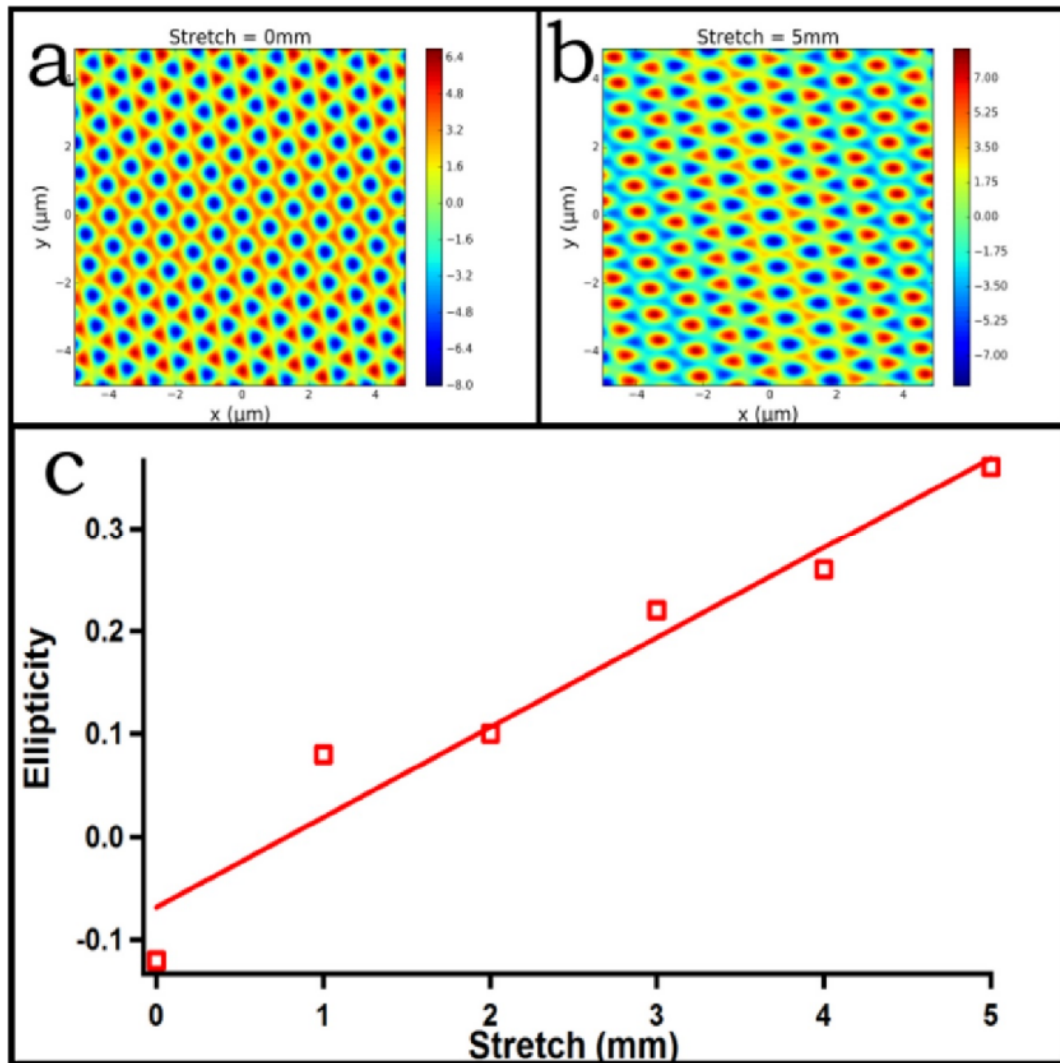 a
Stretch = 0mm
4
2
0
−2
−4
y (μm)
−4 −2 0 2 4
x (μm)
6.4
4.8
3.2
1.6
0.0
−1.6
−3.2
−4.8
−6.4
−8.0
b
Stretch = 5mm
4
2
0
−2
−4
y (μm)
−4 −2 0 2 4
x (μm)
7.00
5.25
3.50
1.75
0.00
−1.75
−3.50
−5.25
−7.00
c
0.3
0.2
0.1
0.0
-0.1
Ellipticity
0 1 2 3 4 5
Stretch (mm)